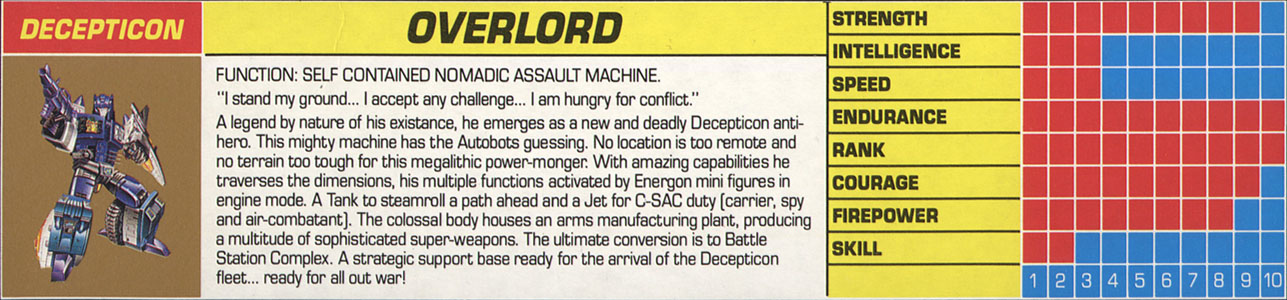 DECEPTICON
OVERLORD
FUNCTION: SELF CONTAINED NOMADIC ASSAULT MACHINE.
"I stand my ground... I accept any challenge... I am hungry for conflict."
A legend by nature of his existance, he emerges as a new and deadly Decepticon anti-
hero. This mighty machine has the Autobots guessing. No location is too remote and
no terrain too tough for this megalithic power-monger. With amazing capabilities he
traverses the dimensions, his multiple functions activated by Energon mini figures in
engine mode. A Tank to steamroll a path ahead and a Jet for C-SAC duty (carrier, spy
and air-combatant). The colossal body houses an arms manufacturing plant, producing
a multitude of sophisticated super-weapons. The ultimate conversion is to Battle
Station Complex. A strategic support base ready for the arrival of the Decepticon
fleet... ready for all out war!
STRENGTH
INTELLIGENCE
SPEED
ENDURANCE
RANK
COURAGE
FIREPOWER
SKILL
1 2 3 4 5 6 7 8 9 10